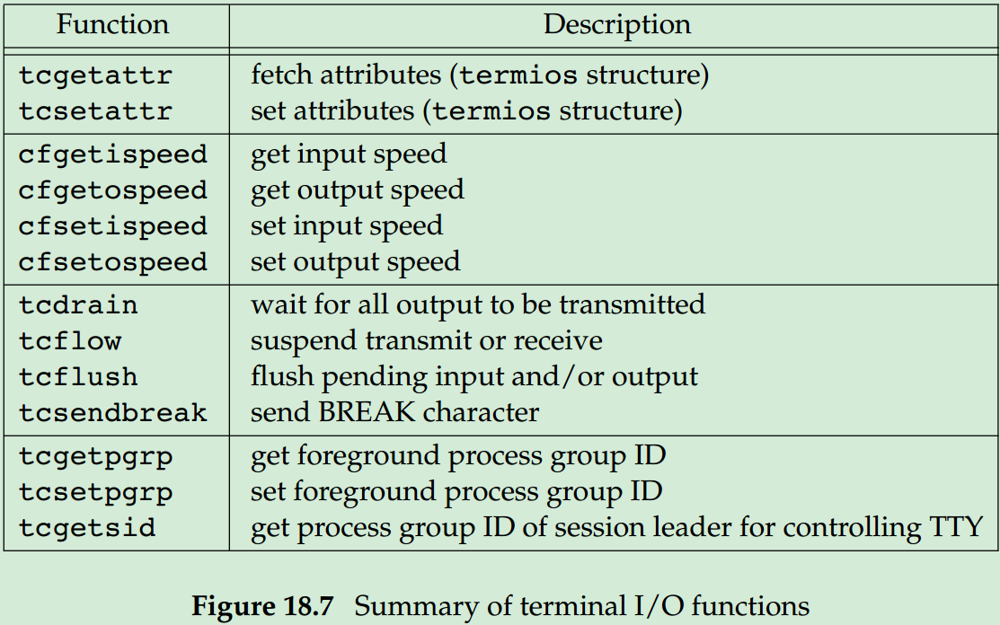 Function Description
tcgetattr fetch attributes (termios structure)
tcsetattr set attributes (termios structure)
cfgetispeed get input speed
cfgetospeed get output speed
cfsetispeed set input speed
cfsetospeed set output speed
tcdrain wait for all output to be transmitted
tcflow suspend transmit or receive
tcflush flush pending input and/or output
tcsendbreak send BREAK character
tcgetpgrp get foreground process group ID
tcsetpgrp set foreground process group ID
tcgetsid get process group ID of session leader for controlling TTY
Figure 18.7 Summary of terminal I/O functions